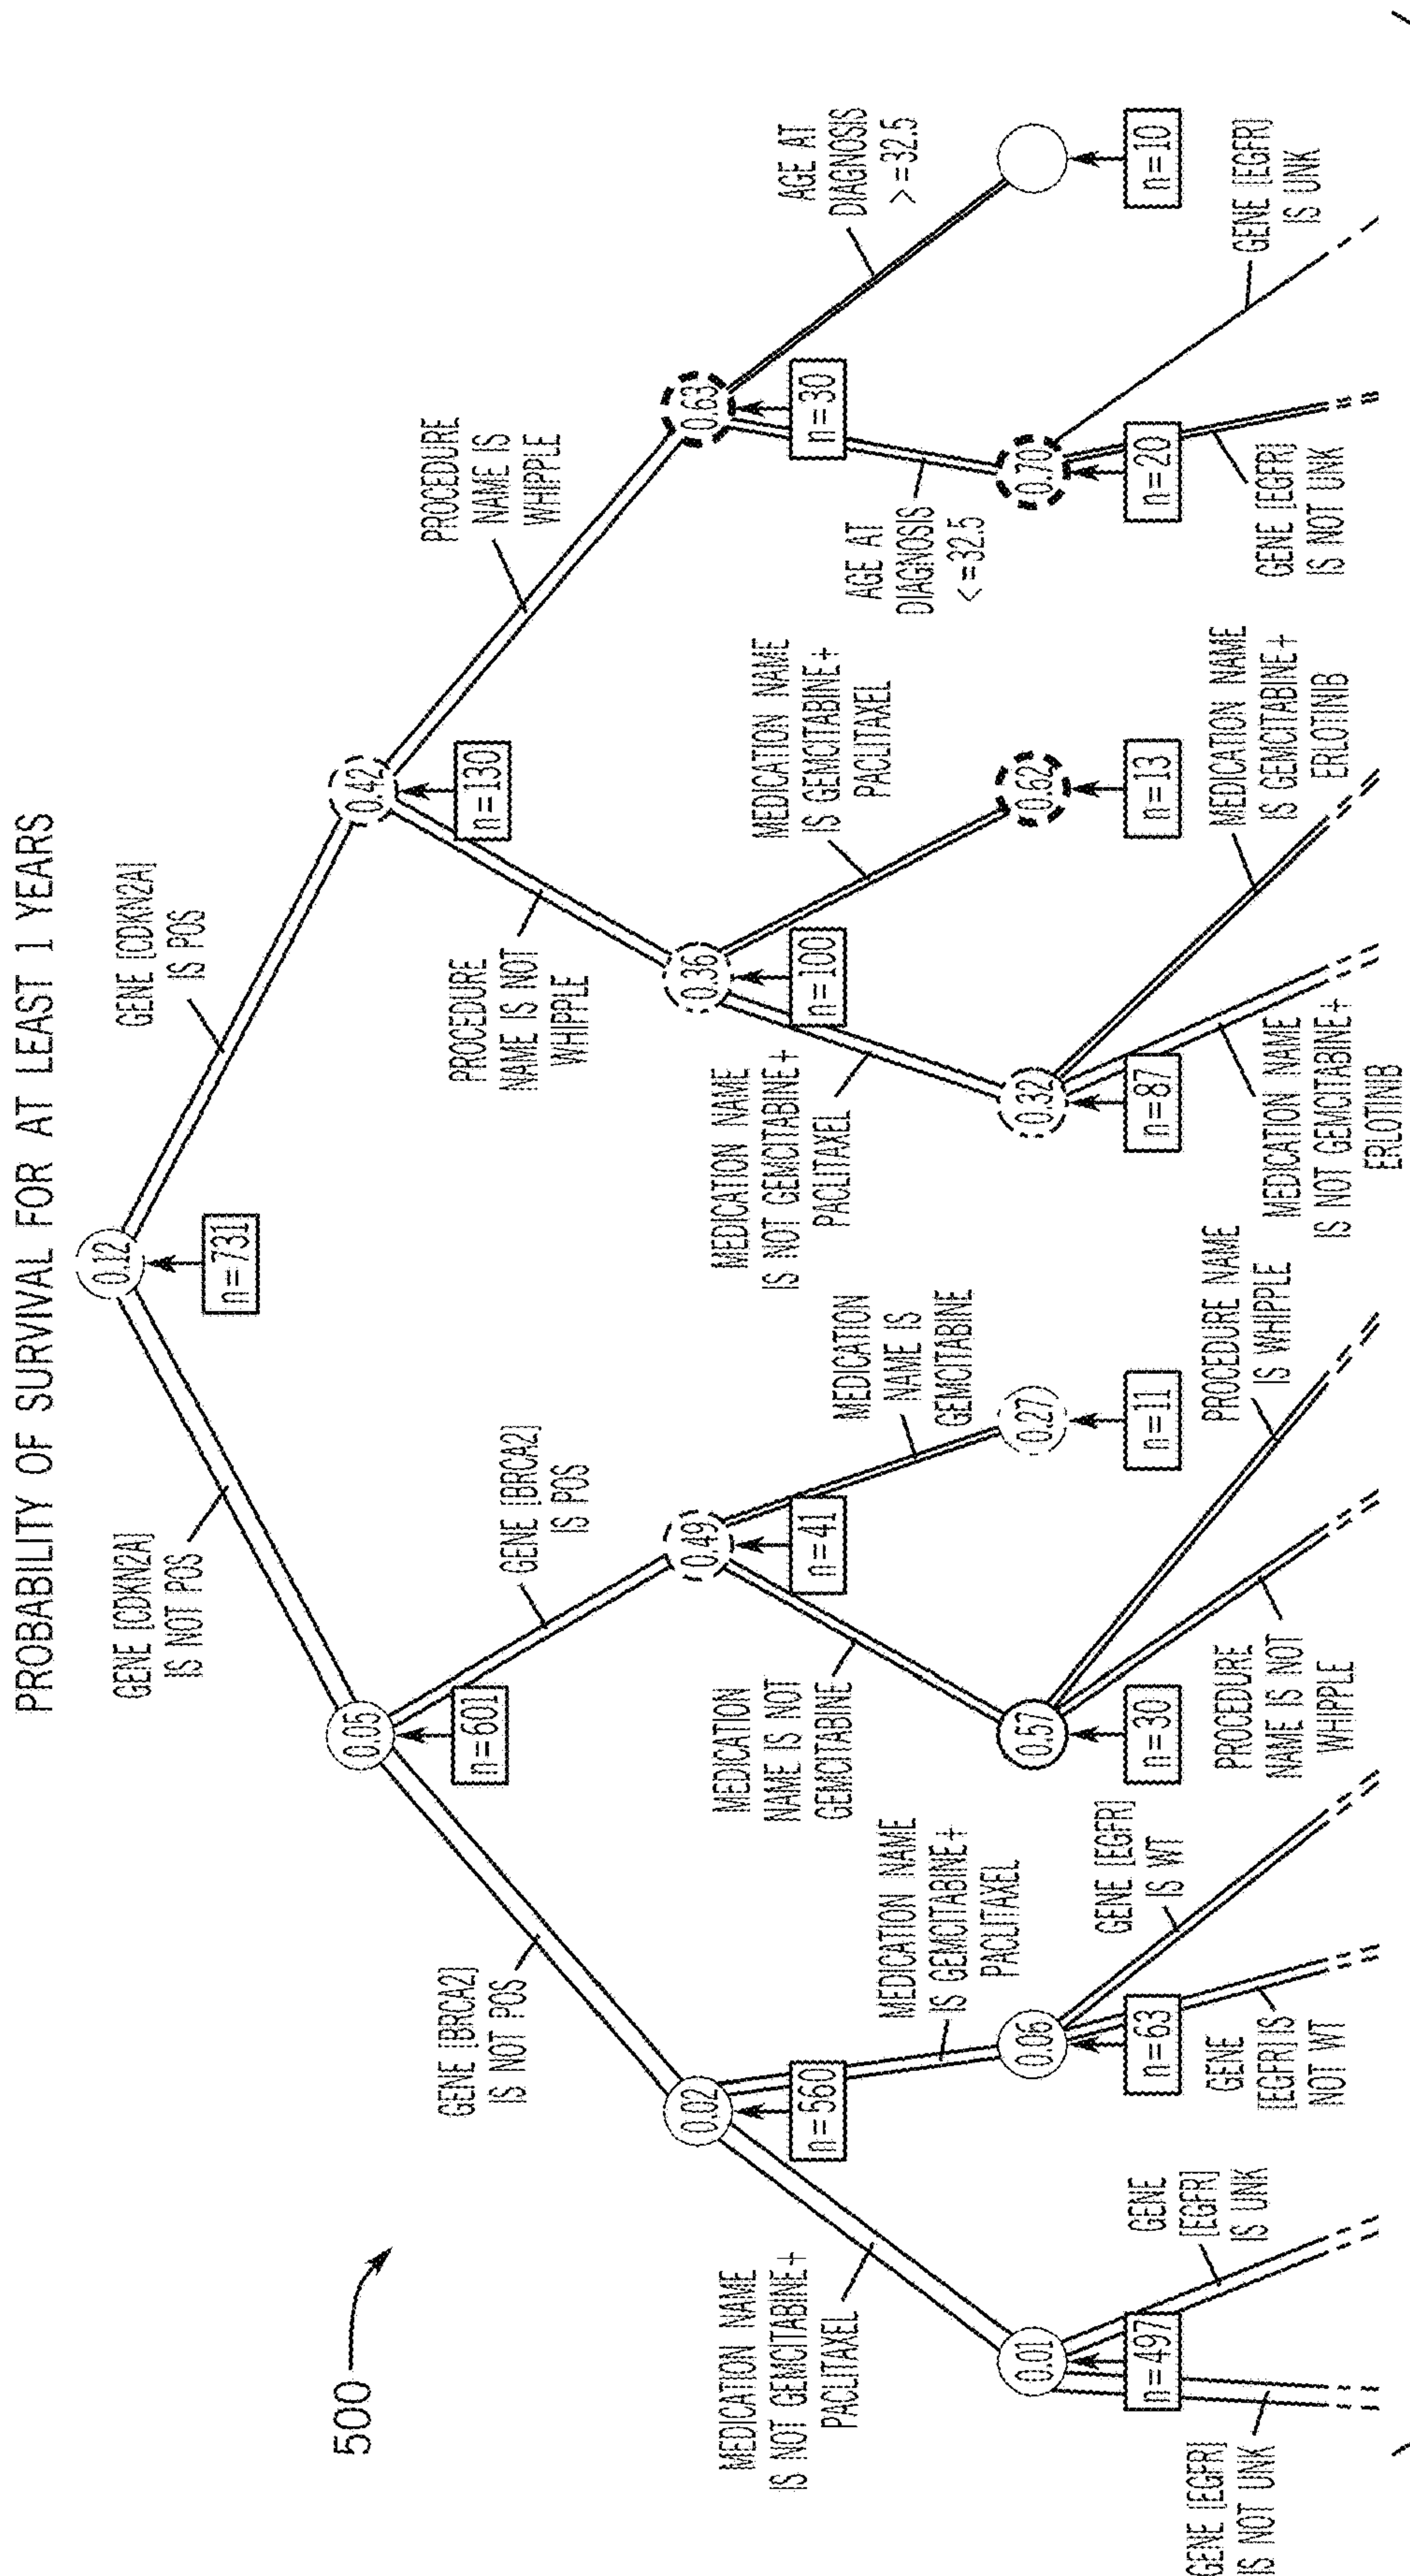 PROBABILITY OF SURVIVAL FOR AT LEAST 1 YEARS
500
0.12
n=731
GENE [CDKN2A]
IS NOT POS
GENE [CDKN2A]
IS POS
0.05
n=601
0.42
n=130
GENE [BRCA2]
IS NOT POS
GENE [BRCA2]
IS POS
PROCEDURE
NAME IS NOT
WHIPPLE
PROCEDURE
NAME IS
WHIPPLE
0.02
n=560
0.49
n=41
0.36
n=100
0.63
n=30
MEDICATION NAME
IS NOT GEMCITABINE+
PACLITAXEL
MEDICATION NAME
IS GEMCITABINE+
PACLITAXEL
MEDICATION
NAME IS NOT
GEMCITABINE
MEDICATION
NAME IS
GEMCITABINE
MEDICATION NAME
IS NOT GEMCITABINE+
PACLITAXEL
MEDICATION NAME
IS GEMCITABINE+
PACLITAXEL
AGE AT
DIAGNOSIS
<=32.5
AGE AT
DIAGNOSIS
>=32.5
0.01
n=497
0.06
n=63
0.57
n=30
0.27
n=11
0.32
n=87
0.62
n=13
0.70
n=20
n=10
GENE [EGFR]
IS NOT UNK
GENE
[EGFR]
IS UNK
GENE
[EGFR] IS
NOT WT
GENE [EGFR]
IS WT
PROCEDURE
NAME IS NOT
WHIPPLE
PROCEDURE NAME
IS WHIPPLE
MEDICATION NAME
IS NOT GEMCITABINE+
ERLOTINIB
MEDICATION NAME
IS GEMCITABINE+
ERLOTINIB
GENE [EGFR]
IS NOT UNK
GENE [EGFR]
IS UNK